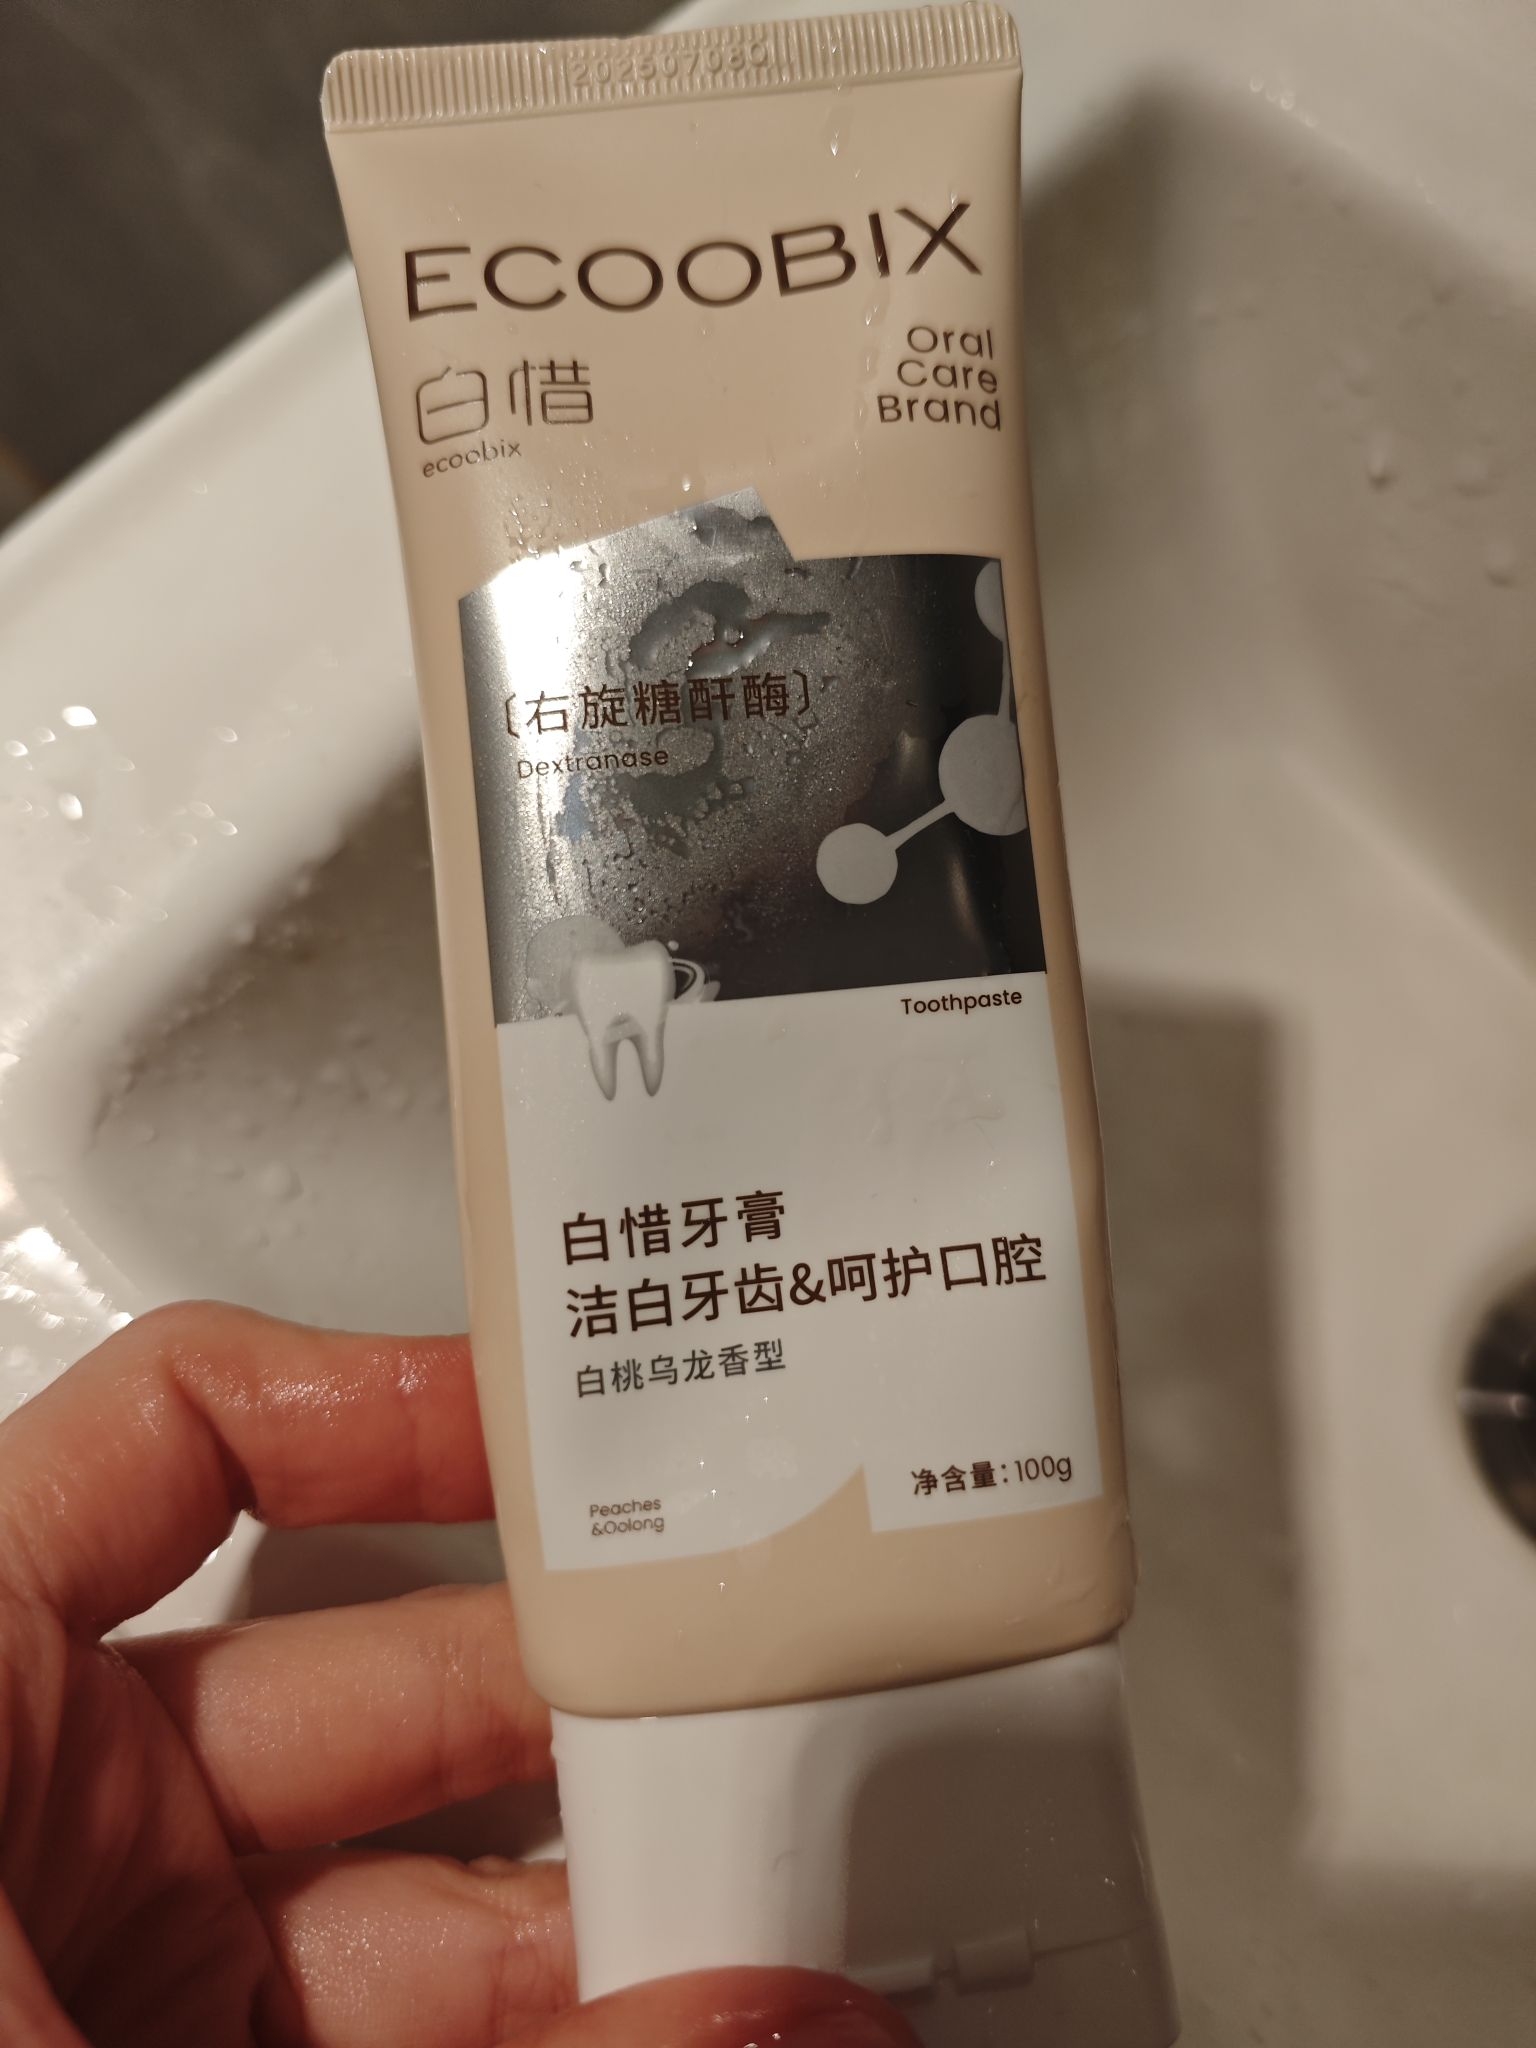 ECOOBIX
白惜
ecoobix
Oral
Care
Brand
〔右旋糖酐酶〕
Dextranase
Toothpaste
白惜牙膏
洁白牙齿&呵护口腔
白桃乌龙香型
Peaches
&Oolong
净含量：100g